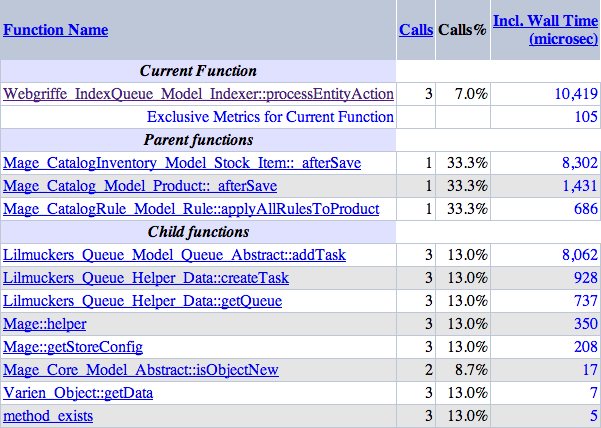 Function Name Calls Calls% Incl. Wall Time
(microsec)
Current Function
Webgriffe_IndexQueue_Model_Indexer::processEntityAction 3 7.0% 10,419
Exclusive Metrics for Current Function 105
Parent functions
Mage_CatalogInventory_Model_Stock_Item::_afterSave 1 33.3% 8,302
Mage_Catalog_Model_Product::_afterSave 1 33.3% 1,431
Mage_CatalogRule_Model_Rule::applyAllRulesToProduct 1 33.3% 686
Child functions
Lilmuckers_Queue_Model_Queue_Abstract::addTask 3 13.0% 8,062
Lilmuckers_Queue_Helper_Data::createTask 3 13.0% 928
Lilmuckers_Queue_Helper_Data::getQueue 3 13.0% 737
Mage::helper 3 13.0% 350
Mage::getStoreConfig 3 13.0% 208
Mage_Core_Model_Abstract::isObjectNew 2 8.7% 17
Varien_Object::getData 3 13.0% 7
method_exists 3 13.0% 5